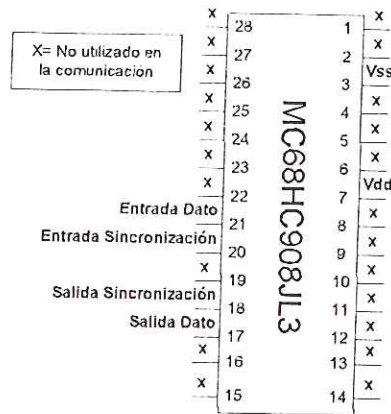 X= No utilizado en
la comunicación
X 28 1 X
X 27 2 X
X 26 3 Vss
X 25 4 X
X 24 5 X
X 23 6 X
X 22 7 Vdd
Entrada Dato 21 8 X
Entrada Sincronización 20 9 X
X 19 10 X
Salida Sincronización 18 11 X
Salida Dato 17 12 X
X 16 13 X
X 15 14 X
MC68HC908JL3